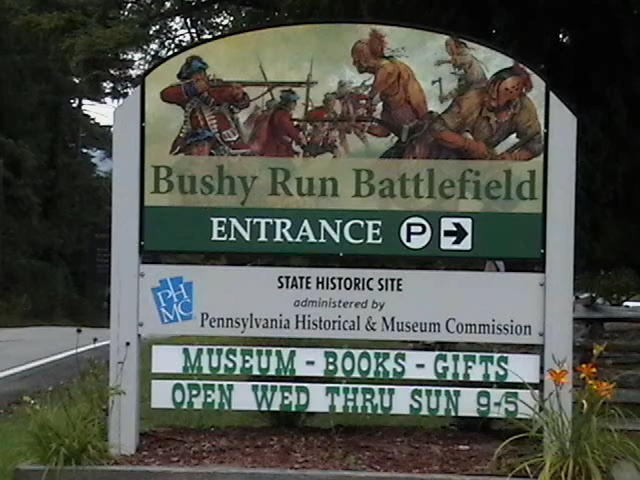 Bushy Run Battlefield
ENTRANCE P
STATE HISTORIC SITE
administered by
PHMC
Pennsylvania Historical & Museum Commission
MUSEUM - BOOKS - GIFTS
OPEN WED THRU SUN 9-5